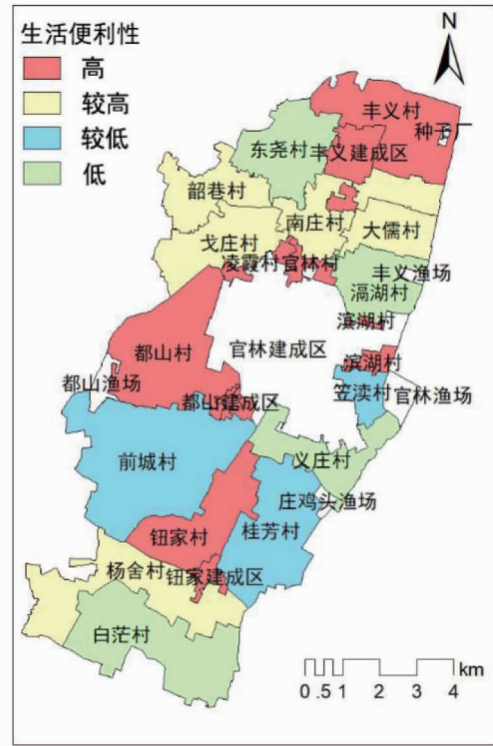 生活便利性
高
较高
较低
低
N
丰义村
种子厂
东尧村
丰义建成区
韶巷村
南庄村
大儒村
戈庄村
凌霞村
官林村
丰义渔场
滆湖村
滨湖村
都山村
官林建成区
滨湖村
都山渔场
笠渎村
官林渔场
都山建成区
前城村
义庄村
庄鸡头渔场
钮家村
桂芳村
杨舍村
钮家建成区
白茫村
km
0 .5 1 2 3 4